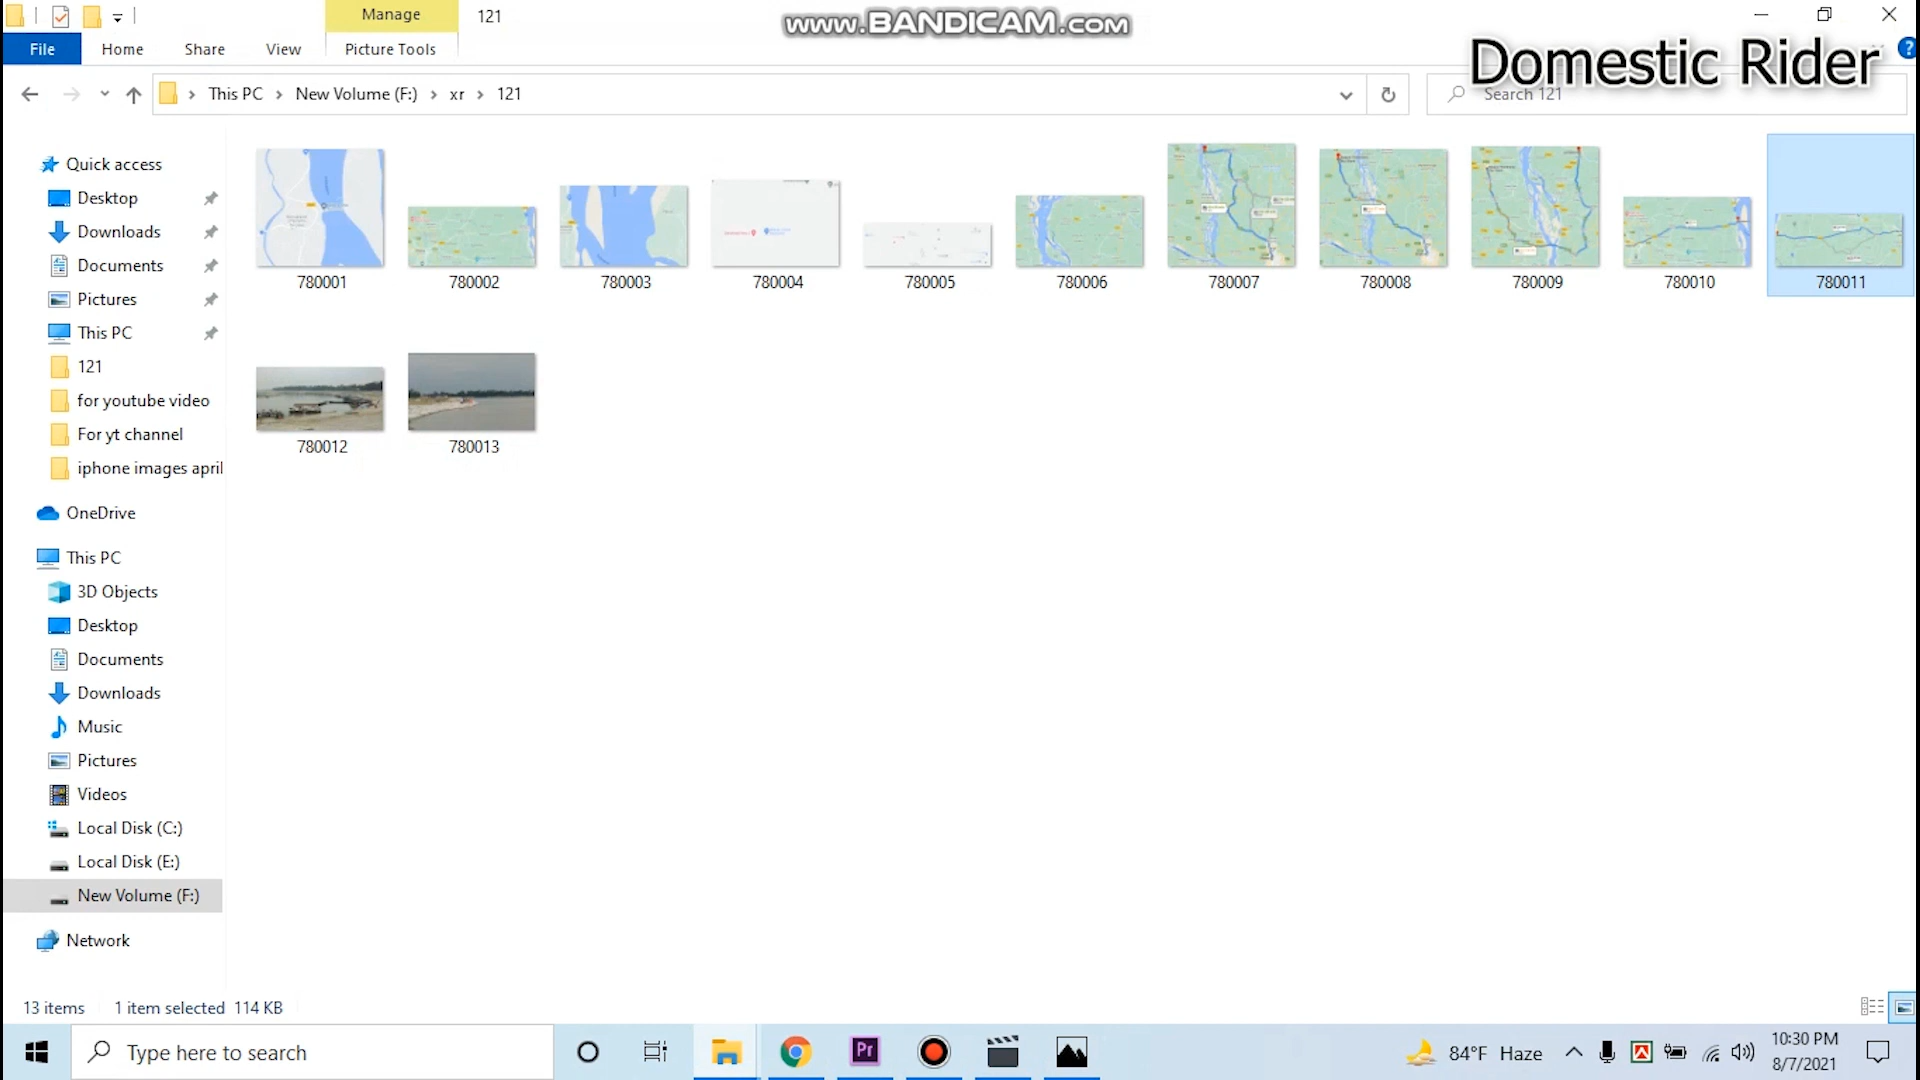 Manage
121
www.BANDICAM.com
File
Home
Share
View
Picture Tools
Domestic Rider
This PC
New Volume (F:)
xr
121
Search 121
Quick access
Desktop
Downloads
Documents
Pictures
This PC
121
for youtube video
For yt channel
iphone images april
OneDrive
This PC
3D Objects
Desktop
Documents
Downloads
Music
Pictures
Videos
Local Disk (C:)
Local Disk (E:)
New Volume (F:)
Network
780001
780002
780003
780004
780005
780006
780007
780008
780009
780010
780011
780012
780013
13 items
1 item selected 114 KB
Type here to search
Pr
84°F Haze
10:30 PM
8/7/2021